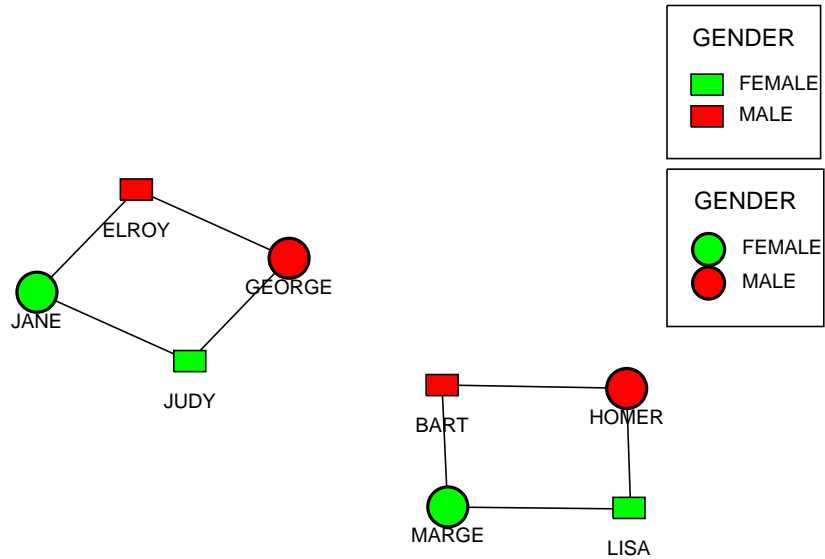 GENDER
FEMALE
MALE
GENDER
FEMALE
MALE
ELROY
GEORGE
JANE
JUDY
BART
HOMER
MARGE
LISA